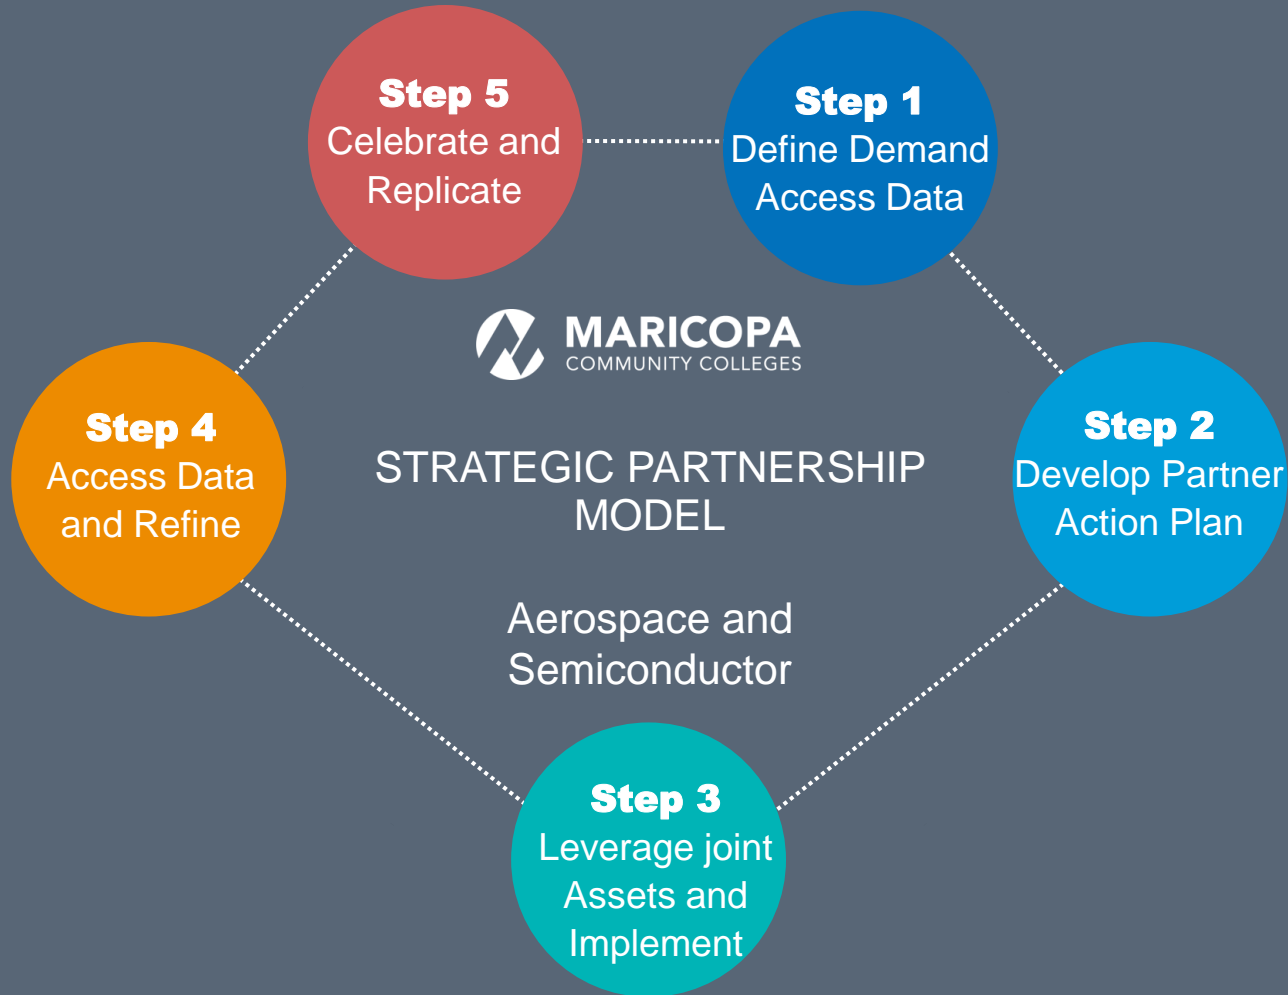 Step 5
Celebrate and
Replicate
Step 1
Define Demand
Access Data
MARICOPA
COMMUNITY COLLEGES
Step 4
Access Data
and Refine
STRATEGIC PARTNERSHIP
MODEL
Step 2
Develop Partner
Action Plan
Aerospace and
Semiconductor
Step 3
Leverage joint
Assets and
Implement